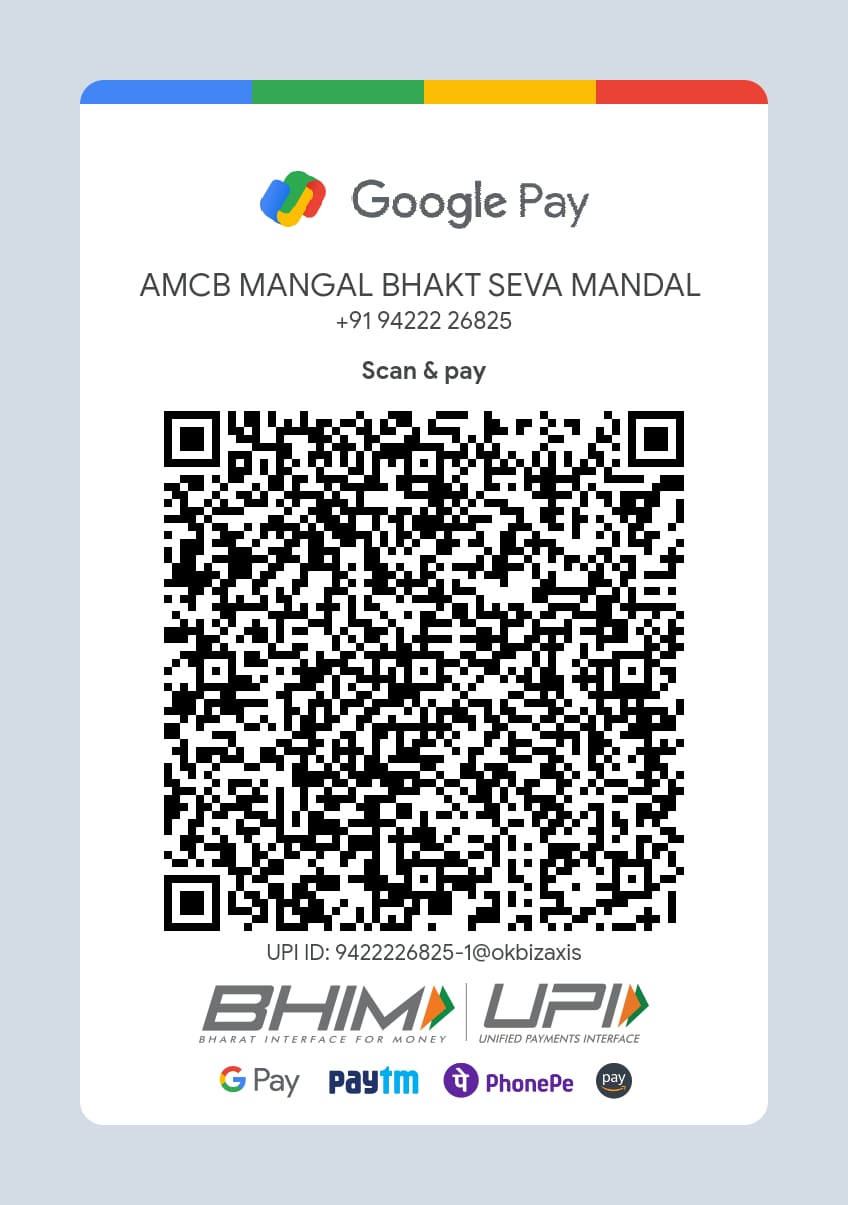 Google Pay
AMCB MANGAL BHAKT SEVA MANDAL
+91 94222 26825
Scan & pay
UPI ID: 9422226825-1@okbizaxis
BHIM UPI
BHARAT INTERFACE FOR MONEY UNIFIED PAYMENTS INTERFACE
G Pay paytm पे PhonePe pay